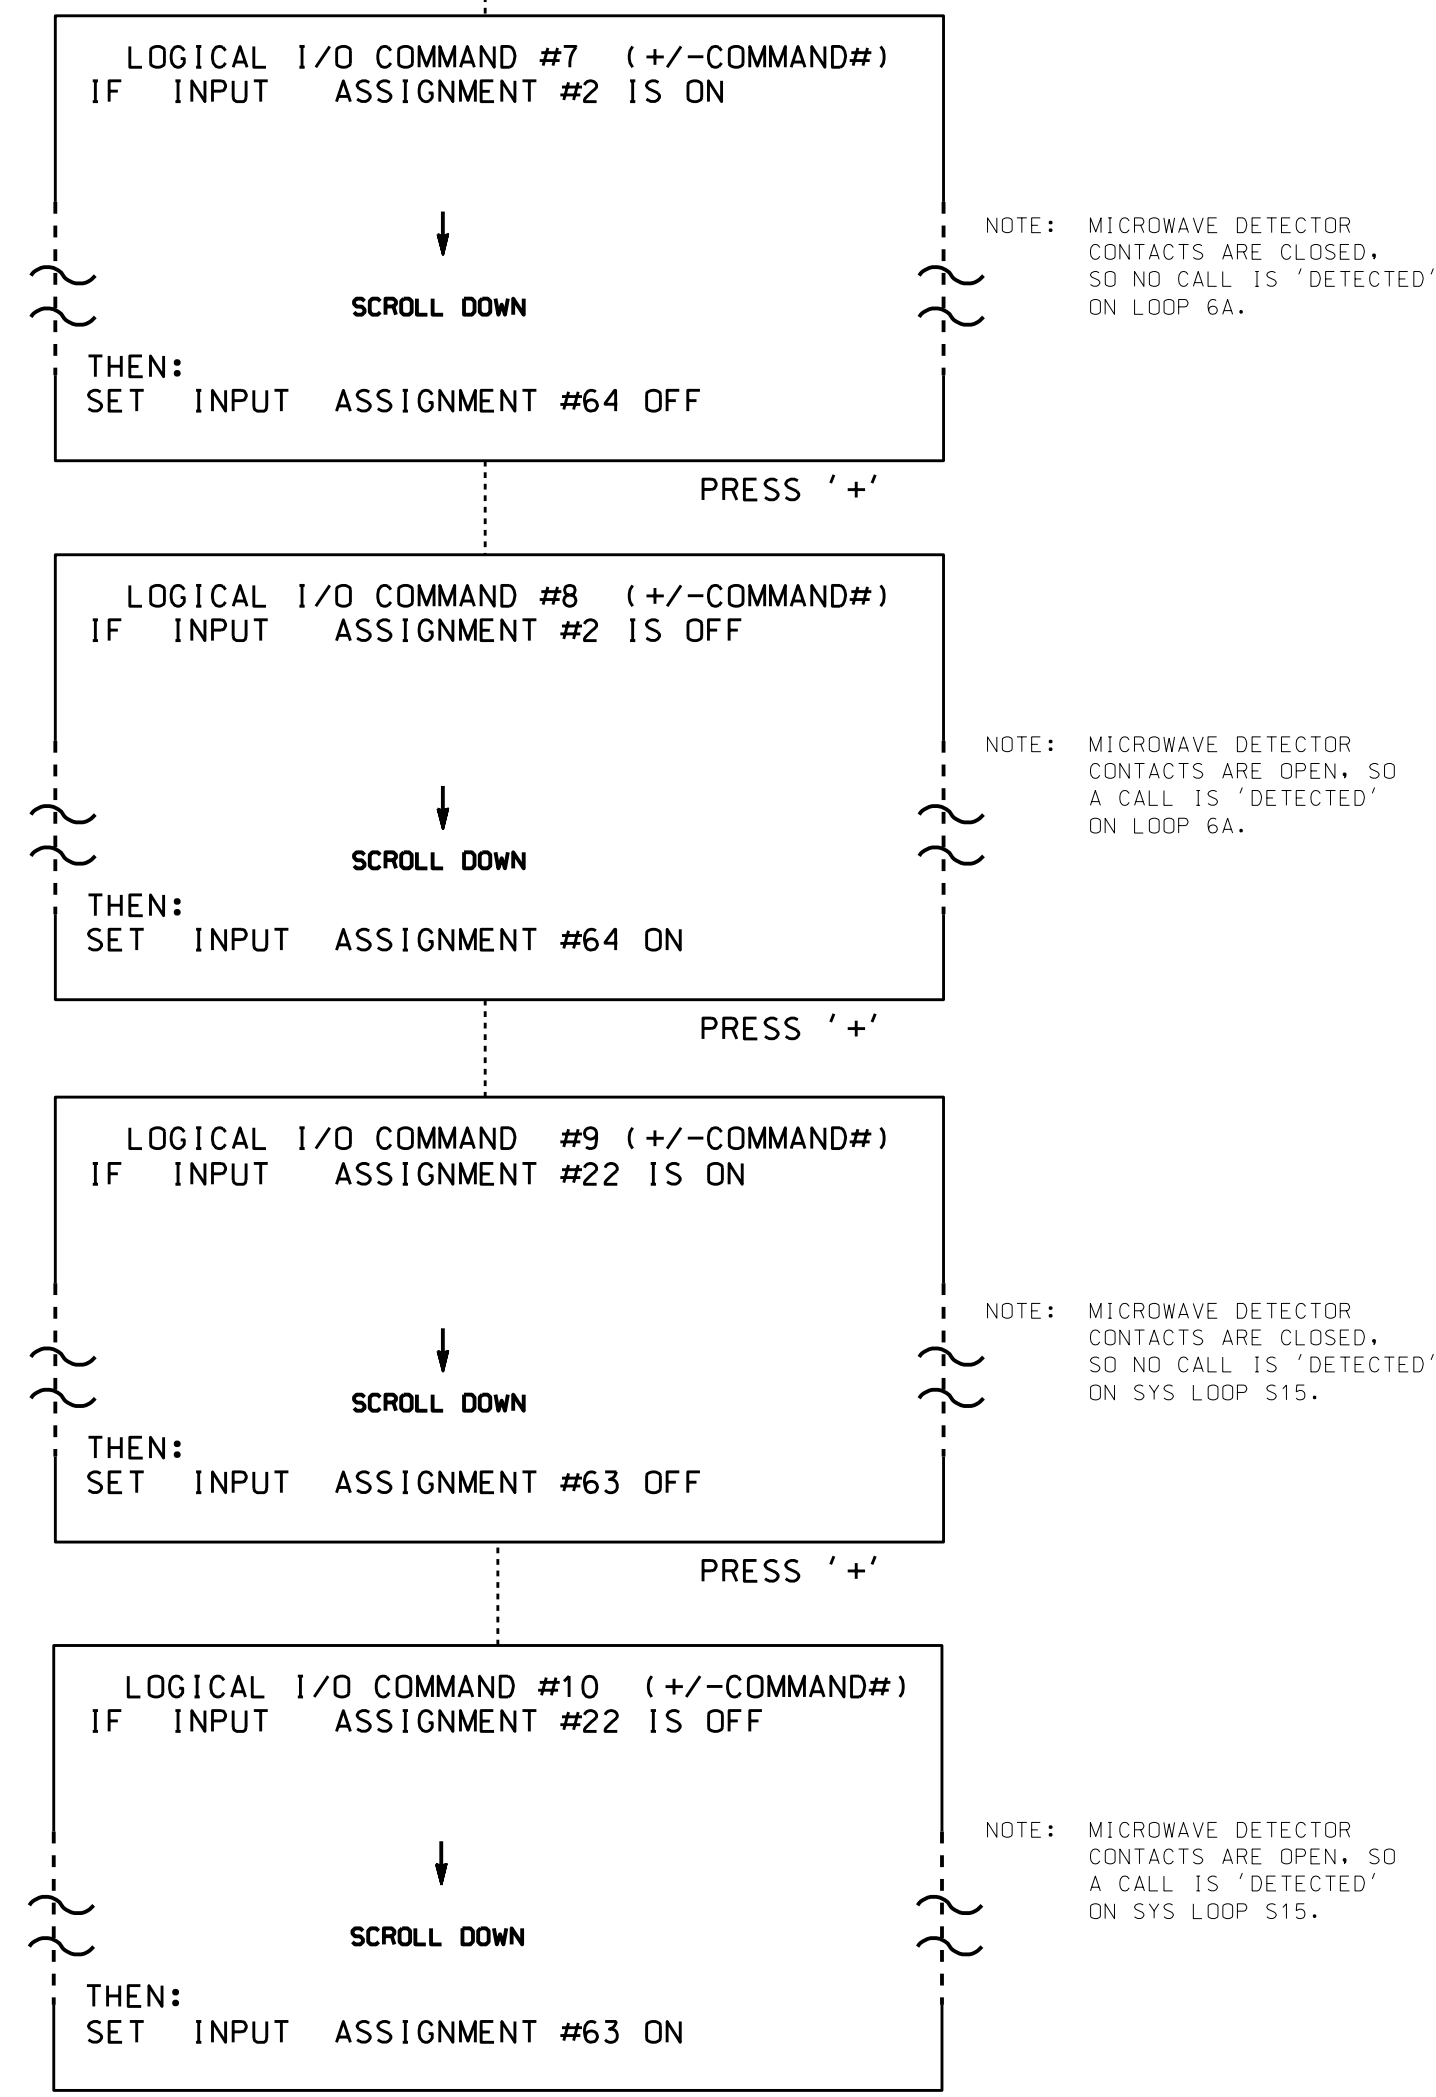 LOGICAL I/O COMMAND #7 (+/-COMMAND#)
IF INPUT ASSIGNMENT #2 IS ON
SCROLL DOWN
THEN:
SET INPUT ASSIGNMENT #64 OFF
NOTE: MICROWAVE DETECTOR
CONTACTS ARE CLOSED,
SO NO CALL IS 'DETECTED'
ON LOOP 6A.
PRESS '+'
LOGICAL I/O COMMAND #8 (+/-COMMAND#)
IF INPUT ASSIGNMENT #2 IS OFF
SCROLL DOWN
THEN:
SET INPUT ASSIGNMENT #64 ON
NOTE: MICROWAVE DETECTOR
CONTACTS ARE OPEN, SO
A CALL IS 'DETECTED'
ON LOOP 6A.
PRESS '+'
LOGICAL I/O COMMAND #9 (+/-COMMAND#)
IF INPUT ASSIGNMENT #22 IS ON
SCROLL DOWN
THEN:
SET INPUT ASSIGNMENT #63 OFF
NOTE: MICROWAVE DETECTOR
CONTACTS ARE CLOSED,
SO NO CALL IS 'DETECTED'
ON SYS LOOP S15.
PRESS '+'
LOGICAL I/O COMMAND #10 (+/-COMMAND#)
IF INPUT ASSIGNMENT #22 IS OFF
SCROLL DOWN
THEN:
SET INPUT ASSIGNMENT #63 ON
NOTE: MICROWAVE DETECTOR
CONTACTS ARE OPEN, SO
A CALL IS 'DETECTED'
ON SYS LOOP S15.